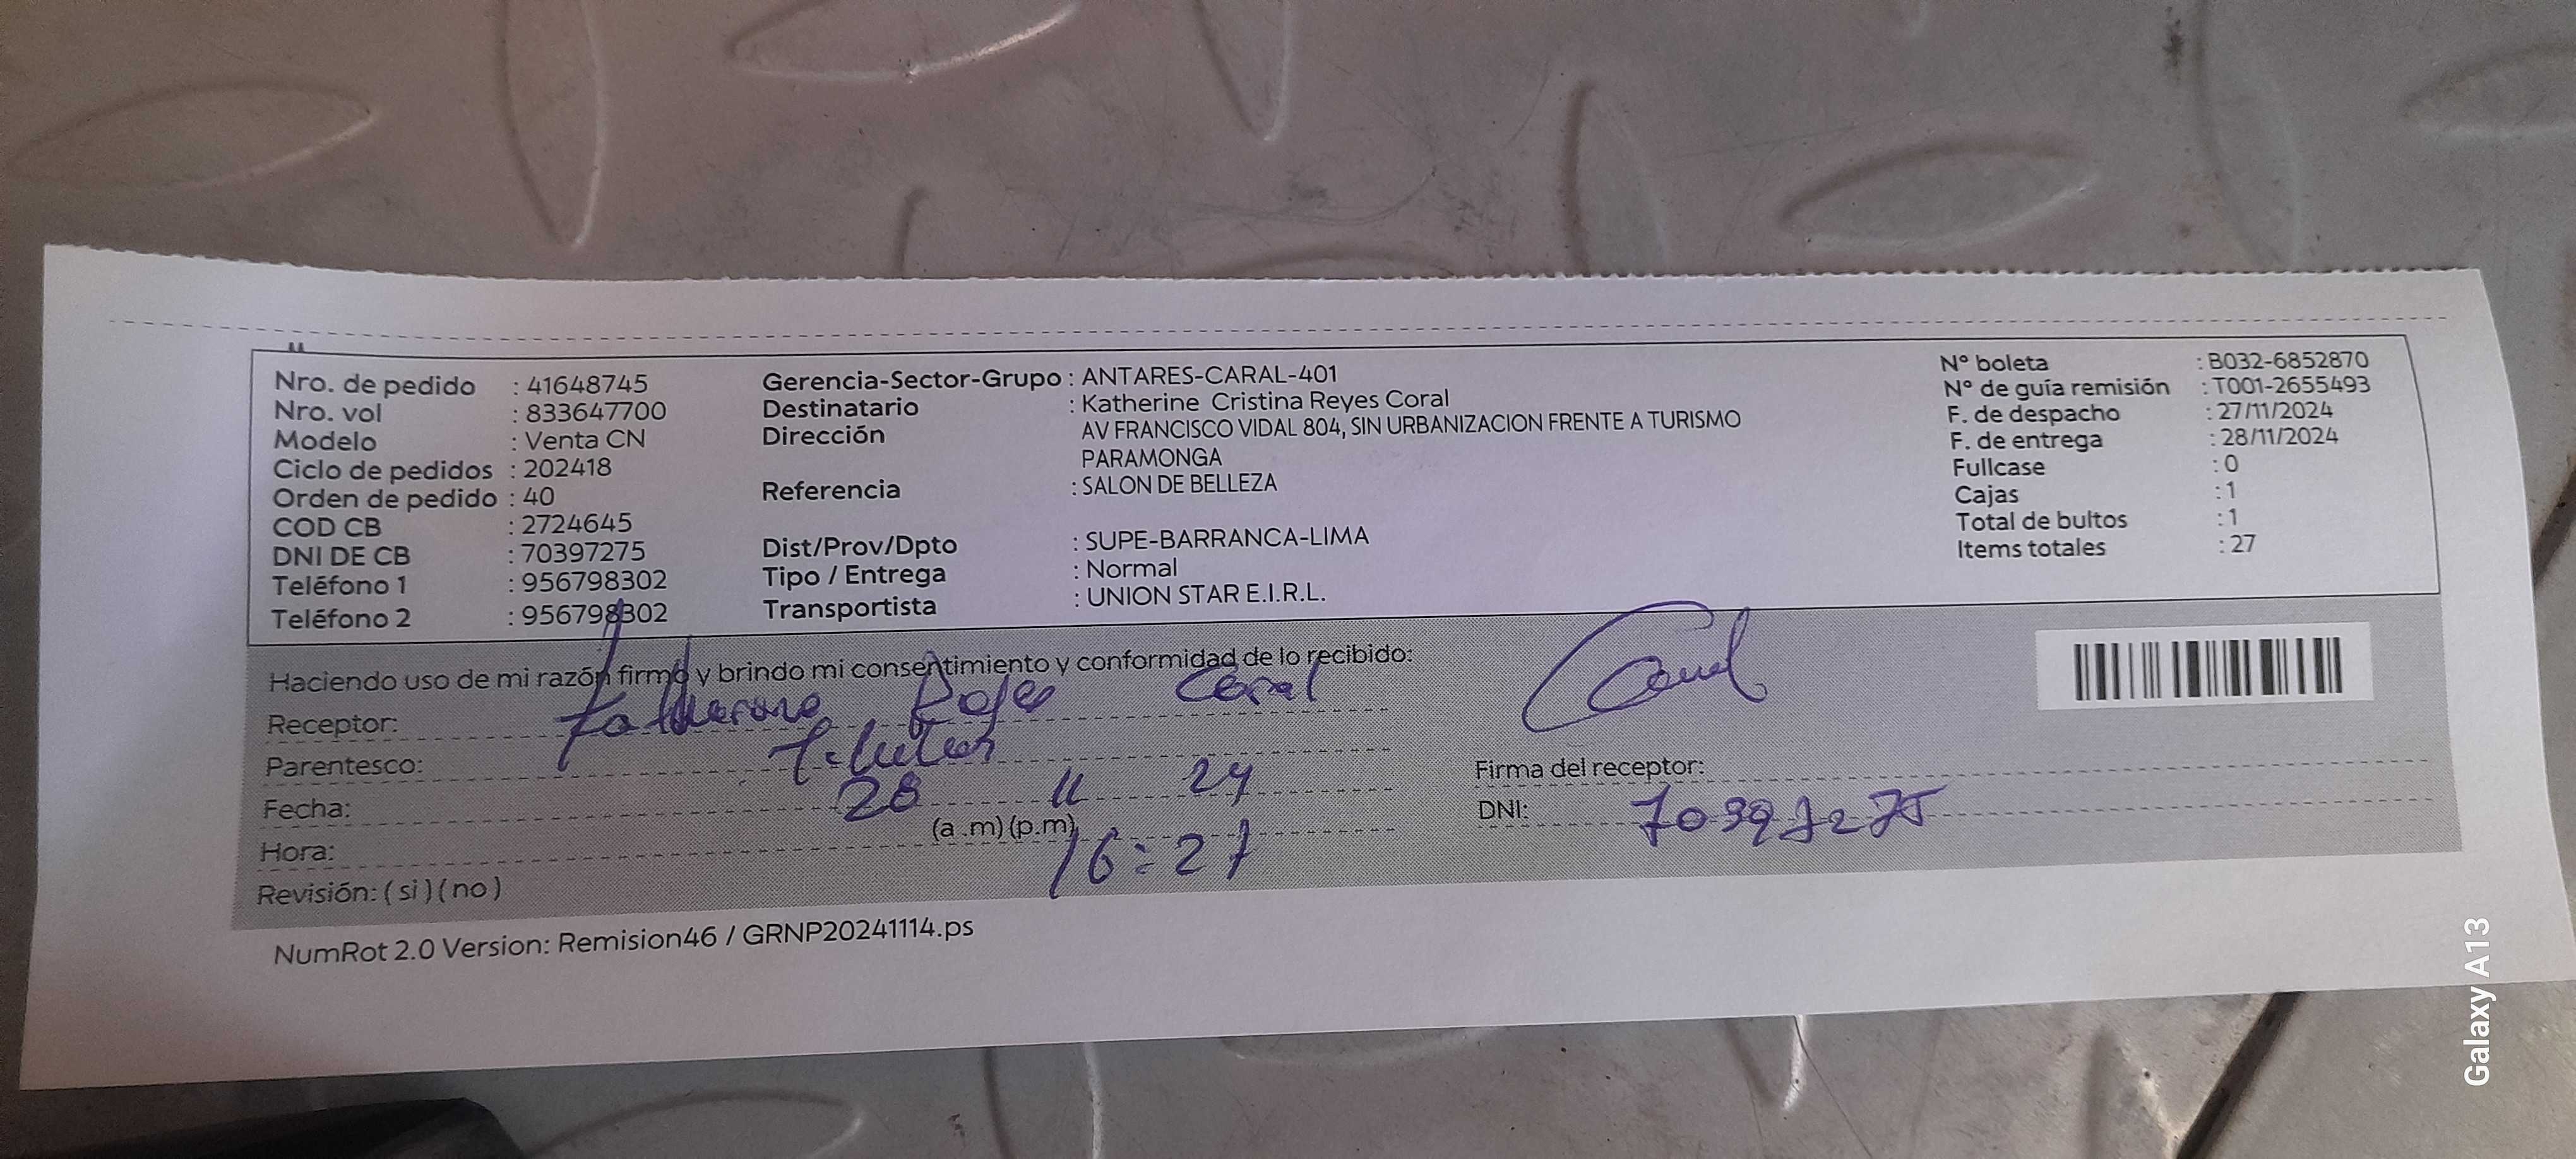 Nro. de pedido : 41648745
Nro. vol : 833647700
Modelo : Venta CN
Ciclo de pedidos : 202418
Orden de pedido : 40
COD CB : 2724645
DNI DE CB : 70397275
Teléfono 1 : 956798302
Teléfono 2 : 956798302
Gerencia-Sector-Grupo : ANTARES-CARAL-401
Destinatario : Katherine Cristina Reyes Coral
Dirección AV FRANCISCO VIDAL 804, SIN URBANIZACION FRENTE A TURISMO
PARAMONGA
Referencia : SALON DE BELLEZA
Dist/Prov/Dpto : SUPE-BARRANCA-LIMA
Tipo / Entrega : Normal
Transportista : UNION STAR E.I.R.L.
N° boleta : B032-6852870
N° de guía remisión : T001-2655493
F. de despacho : 27/11/2024
F. de entrega : 28/11/2024
Fullcase : 0
Cajas : 1
Total de bultos : 1
Items totales : 27
Haciendo uso de mi razón firmo y brindo mi consentimiento y conformidad de lo recibido:
Receptor: Katherine Reyes Coral
Parentesco: Titular
Fecha: 28 11 24
(a .m) (p.m)
Hora: 16:27
Revisión: ( si ) ( no )
Coral
Firma del receptor:
DNI: 70397275
NumRot 2.0 Version: Remision46 / GRNP20241114.ps
Galaxy A13